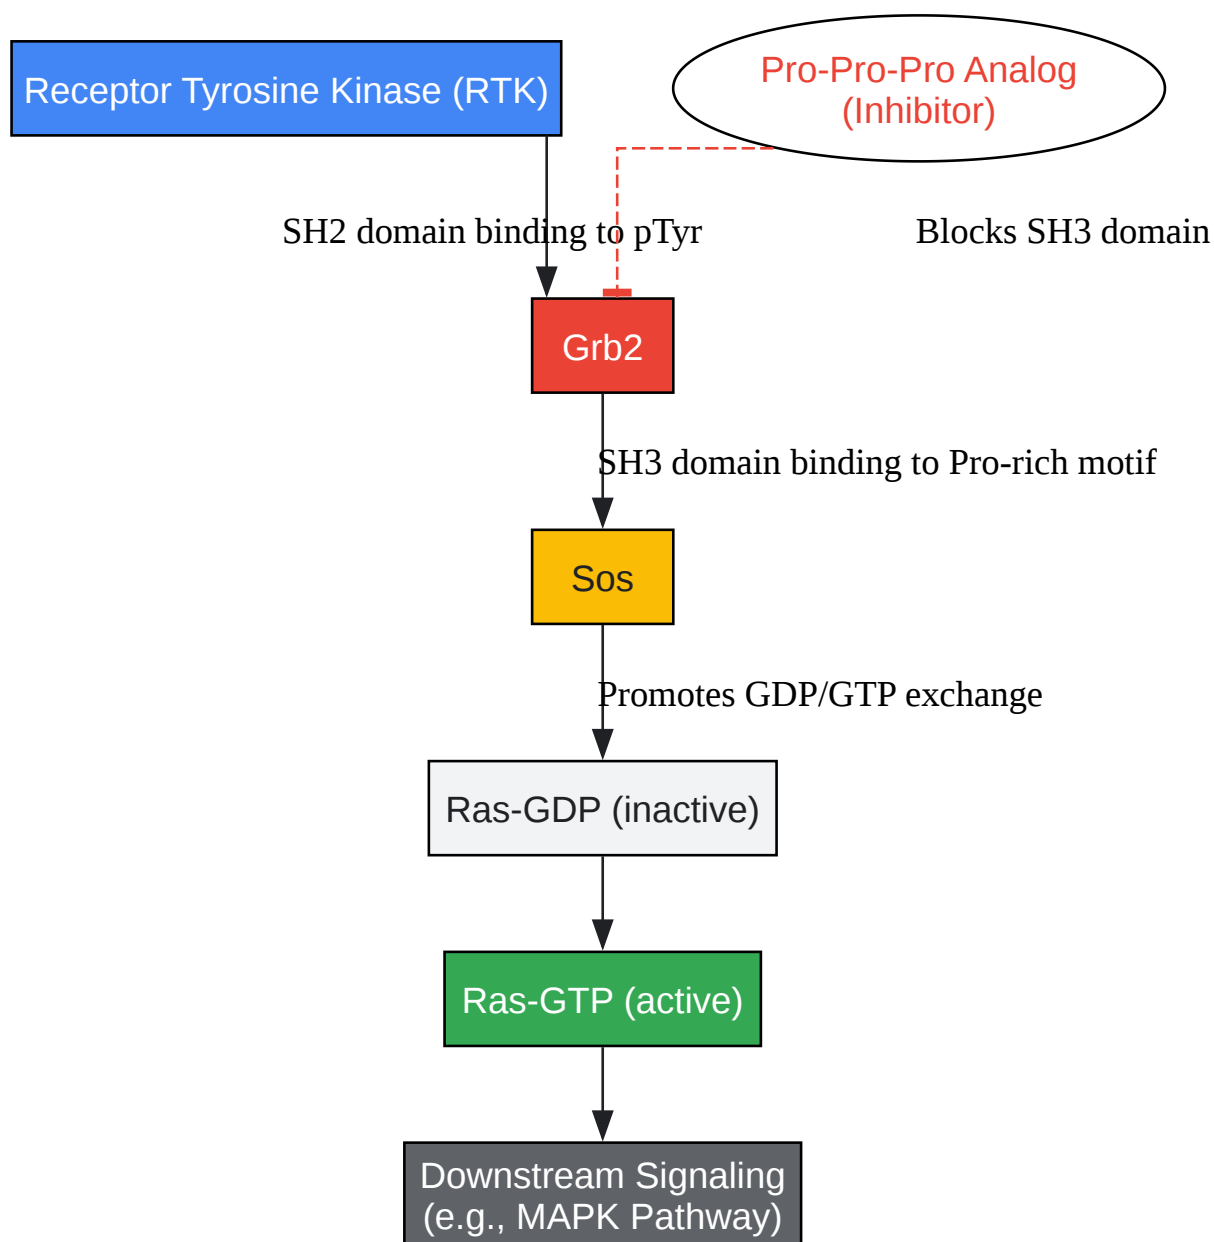 Receptor Tyrosine Kinase (RTK)
Pro-Pro-Pro Analog
(Inhibitor)
SH2 domain binding to pTyr
Blocks SH3 domain
Grb2
SH3 domain binding to Pro-rich motif
Sos
Promotes GDP/GTP exchange
Ras-GDP (inactive)
Ras-GTP (active)
Downstream Signaling
(e.g., MAPK Pathway)